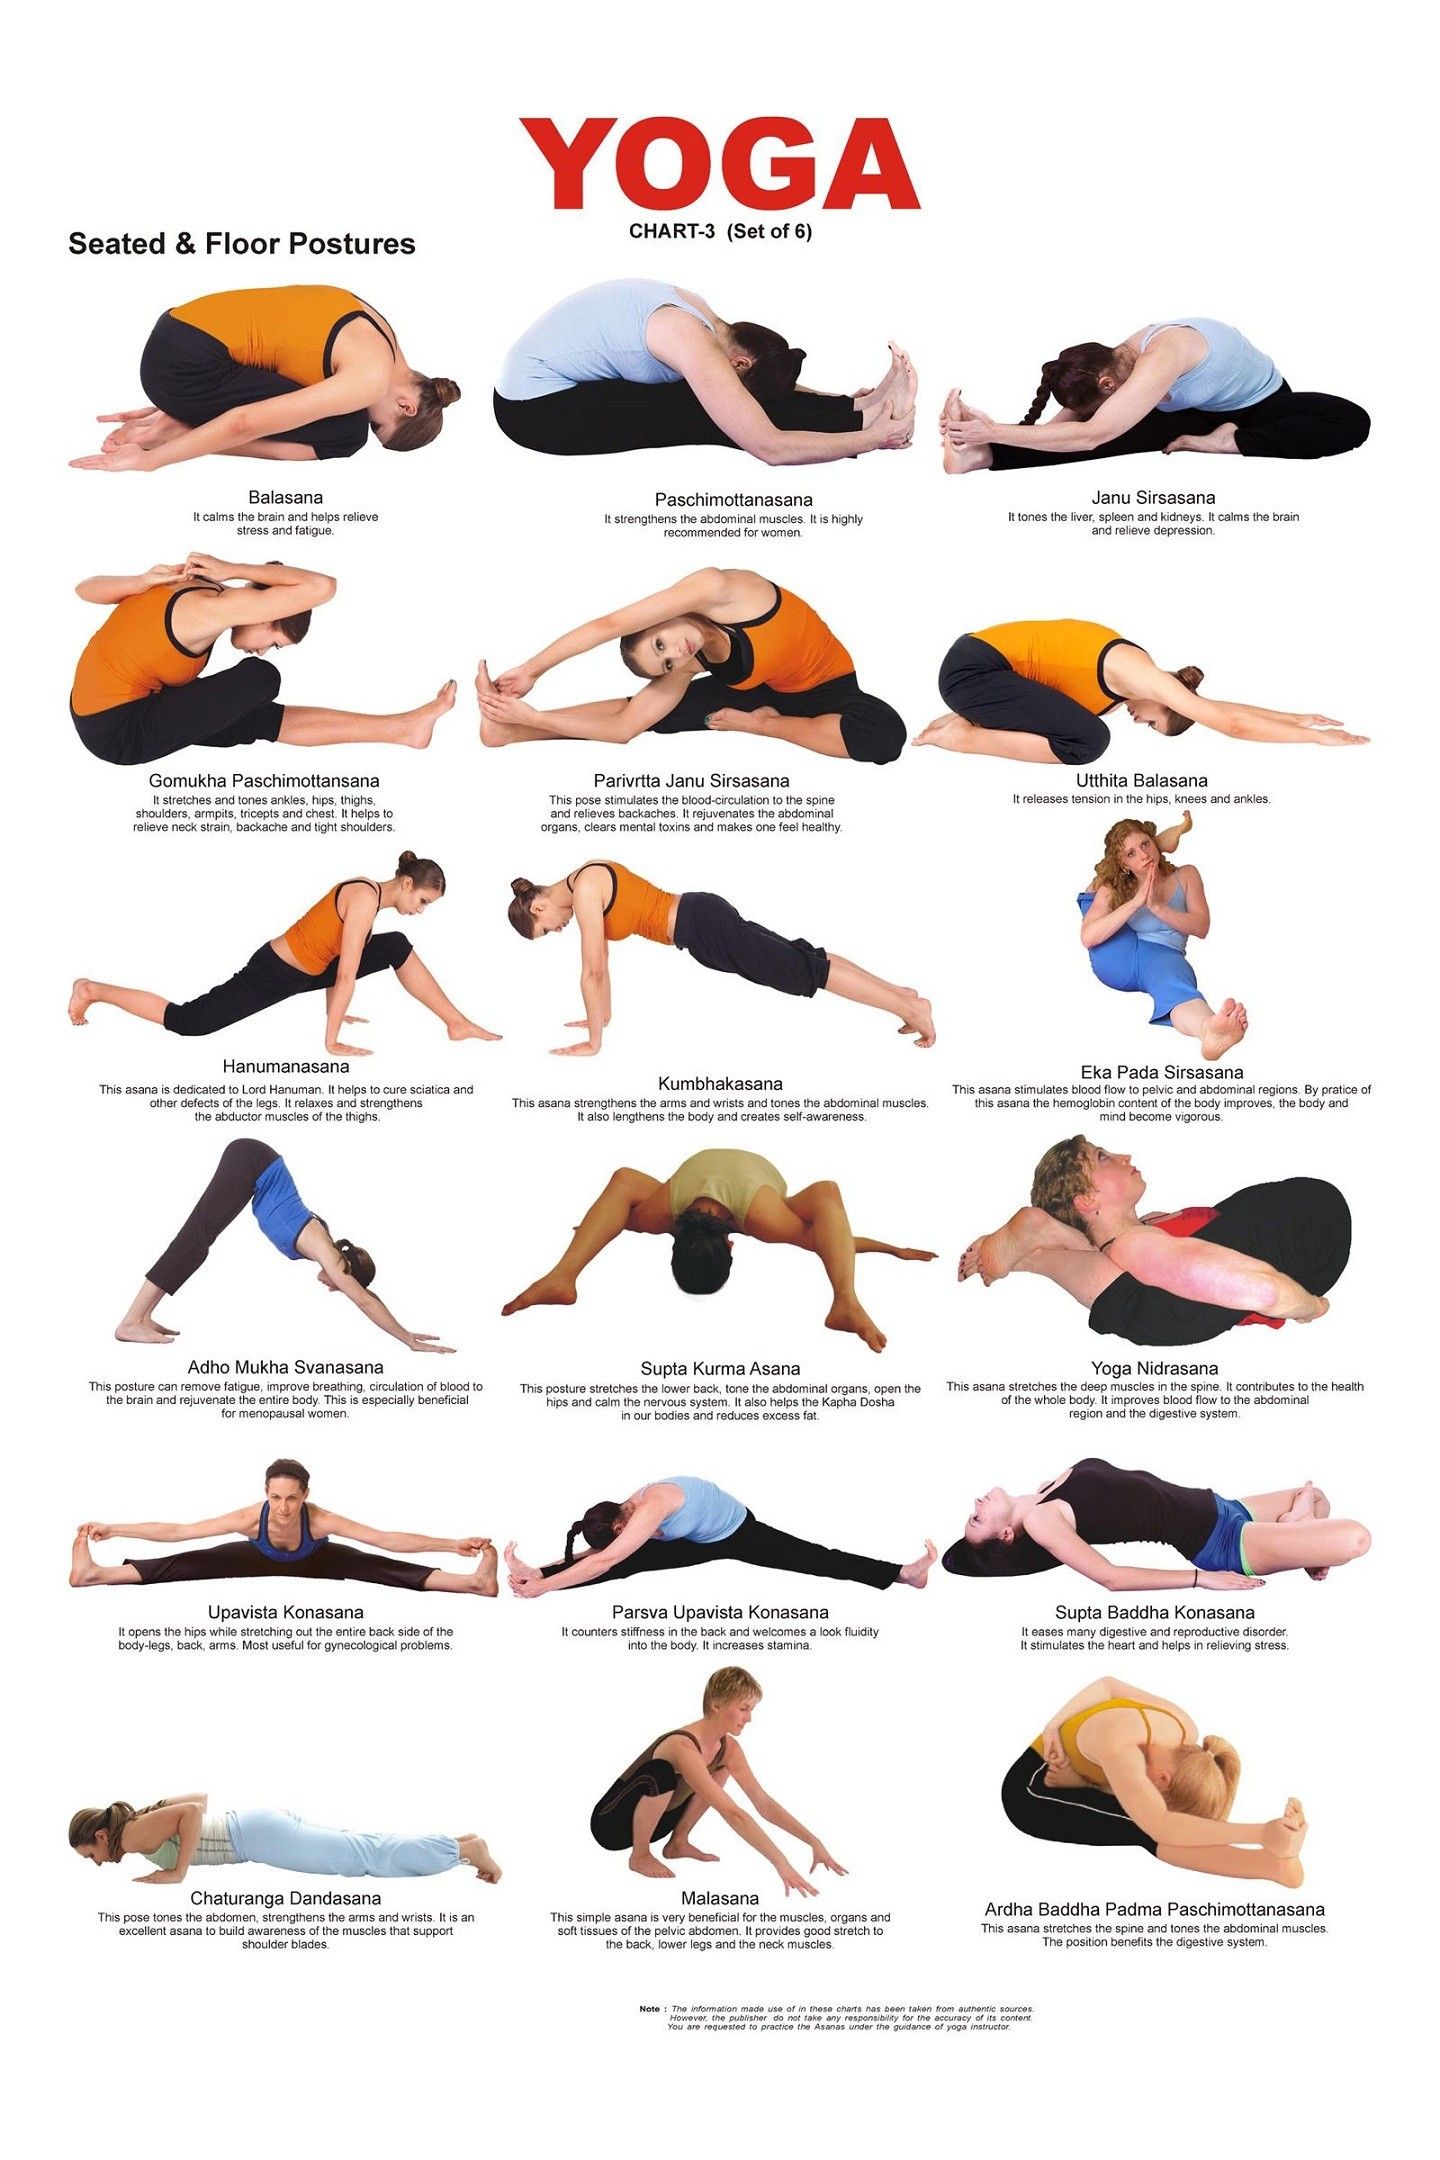 YOGA
CHART-3 (Set of 6)
Seated & Floor Postures
Balasana
It calms the brain and helps relieve
stress and fatigue.
Paschimottanasana
It strengthens the abdominal muscles. It is highly
recommended for women.
Janu Sirsasana
It tones the liver, spleen and kidneys. It calms the brain
and relieve depression.
Gomukha Paschimottansana
It stretches and tones ankles, hips, thighs,
shoulders, armpits, tricepts and chest. It helps to
relieve neck strain, backache and tight shoulders.
Parivrtta Janu Sirsasana
This pose stimulates the blood-circulation to the spine
and relieves backaches. It rejuvenates the abdominal
organs, clears mental toxins and makes one feel healthy.
Utthita Balasana
It releases tension in the hips, knees and ankles.
Hanumanasana
This asana is dedicated to Lord Hanuman. It helps to cure sciatica and
other defects of the legs. It relaxes and strengthens
the abductor muscles of the thighs.
Kumbhakasana
This asana strengthens the arms and wrists and tones the abdominal muscles.
It also lengthens the body and creates self-awareness.
Eka Pada Sirsasana
This asana stimulates blood flow to pelvic and abdominal regions. By pratice of
this asana the hemoglobin content of the body improves, the body and
mind become vigorous.
Adho Mukha Svanasana
This posture can remove fatigue, improve breathing, circulation of blood to
the brain and rejuvenate the entire body. This is especially beneficial
for menopausal women.
Supta Kurma Asana
This posture stretches the lower back, tone the abdominal organs, open the
hips and calm the nervous system. It also helps the Kapha Dosha
in our bodies and reduces excess fat.
Yoga Nidrasana
This asana stretches the deep muscles in the spine. It contributes to the health
of the whole body. It improves blood flow to the abdominal
region and the digestive system.
Upavista Konasana
It opens the hips while stretching out the entire back side of the
body-legs, back, arms. Most useful for gynecological problems.
Parsva Upavista Konasana
It counters stiffness in the back and welcomes a look fluidity
into the body. It increases stamina.
Supta Baddha Konasana
It eases many digestive and reproductive disorder.
It stimulates the heart and helps in relieving stress.
Chaturanga Dandasana
This pose tones the abdomen, strengthens the arms and wrists. It is an
excellent asana to build awareness of the muscles that support
shoulder blades.
Malasana
This simple asana is very beneficial for the muscles, organs and
soft tissues of the pelvic abdomen. It provides good stretch to
the back, lower legs and the neck muscles.
Ardha Baddha Padma Paschimottanasana
This asana stretches the spine and tones the abdominal muscles.
The position benefits the digestive system.
Note : The information made use of in these charts has been taken from authentic sources.
However, the publisher do not take any responsibility for the accuracy of its content.
You are requested to practice the Asanas under the guidance of yoga instructor.